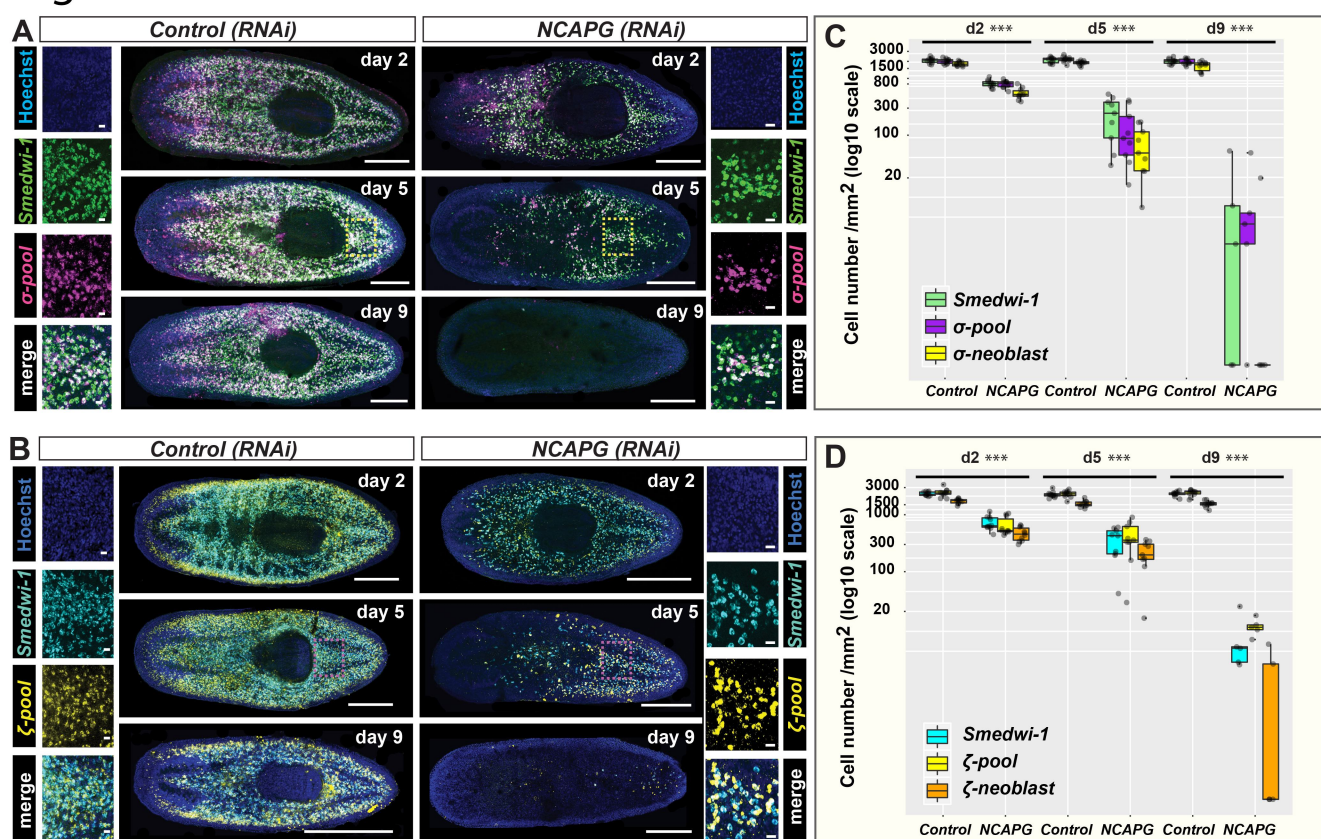 A
Control (RNAi)
NCAPG (RNAi)
Hoechst
Smedwi-1
σ-pool
merge
day 2
day 5
day 9
day 2
day 5
day 9
Hoechst
Smedwi-1
σ-pool
merge
C
d2 ***
d5 ***
d9 ***
Cell number /mm² (log10 scale)
3000
1500
800
300
100
20
Smedwi-1
σ-pool
σ-neoblast
Control NCAPG Control NCAPG Control NCAPG
B
Control (RNAi)
NCAPG (RNAi)
Hoechst
Smedwi-1
ζ-pool
merge
day 2
day 5
day 9
day 2
day 5
day 9
Hoechst
Smedwi-1
ζ-pool
merge
D
d2 ***
d5 ***
d9 ***
Cell number /mm² (log10 scale)
3000
1500
1000
300
100
20
Smedwi-1
ζ-pool
ζ-neoblast
Control NCAPG Control NCAPG Control NCAPG